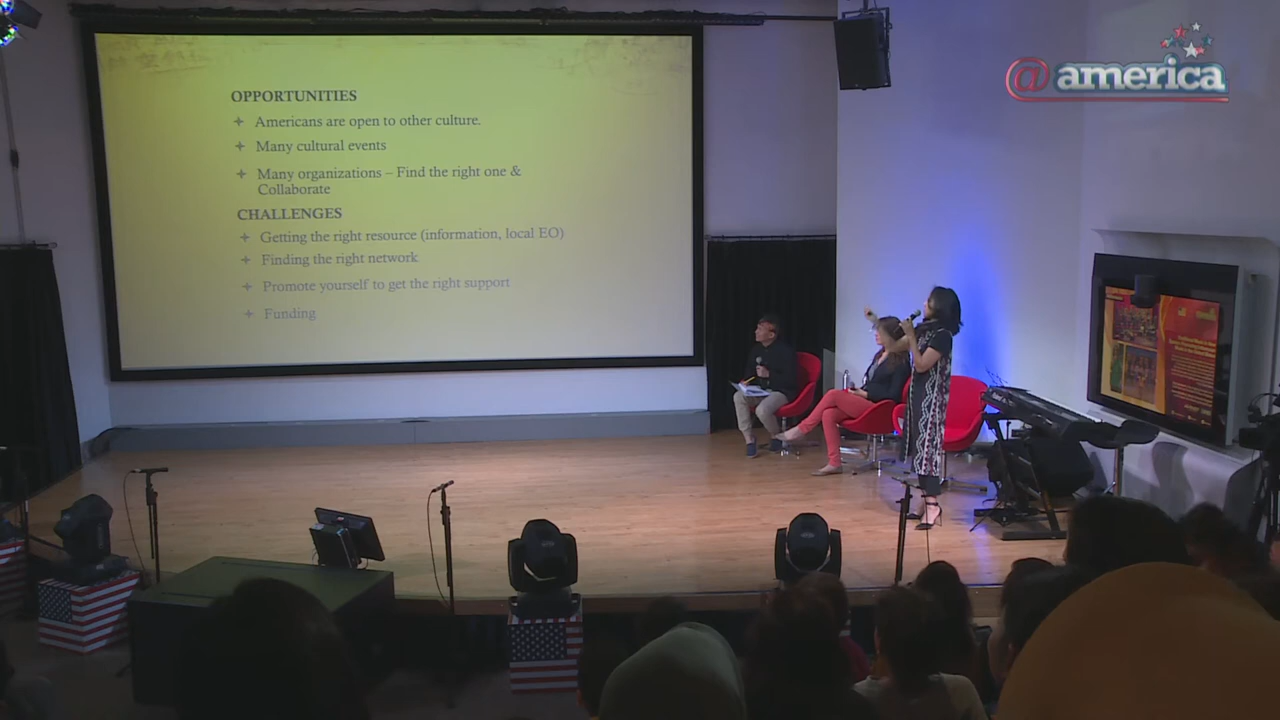 @america
OPPORTUNITIES
Americans are open to other culture.
Many cultural events
Many organizations – Find the right one &
Collaborate
CHALLENGES
Getting the right resource (information, local EO)
Finding the right network
Promote yourself to get the right support
Funding